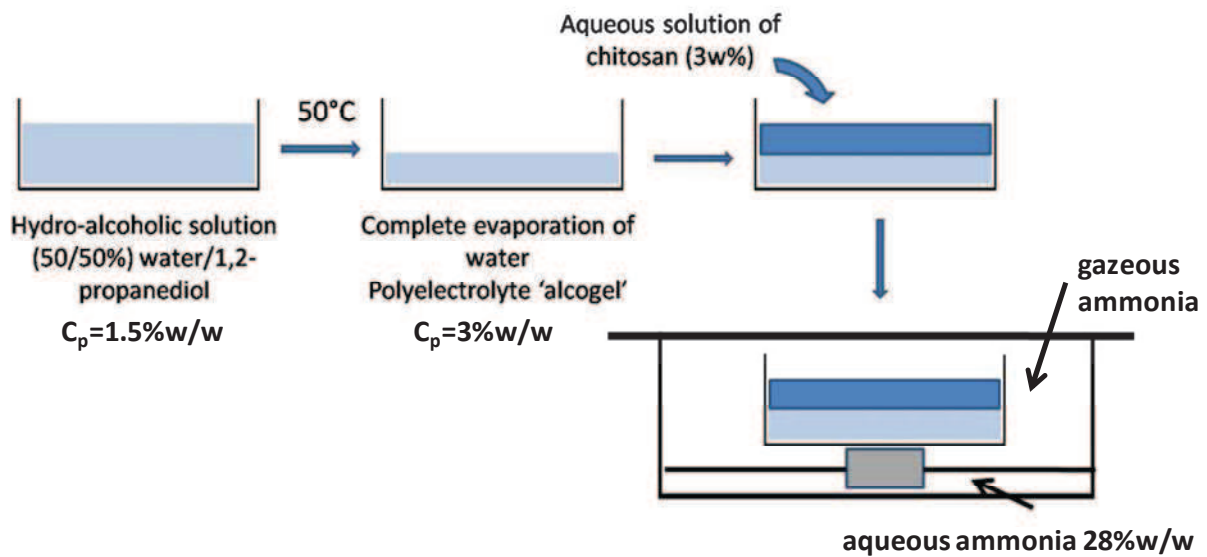 Aqueous solution of
chitosan (3w%)
50°C
Hydro-alcoholic solution
(50/50%) water/1,2-
propanediol
Cₚ=1.5%w/w
Complete evaporation of
water
Polyelectrolyte ‘alcogel’
Cₚ=3%w/w
gazeous
ammonia
aqueous ammonia 28%w/w